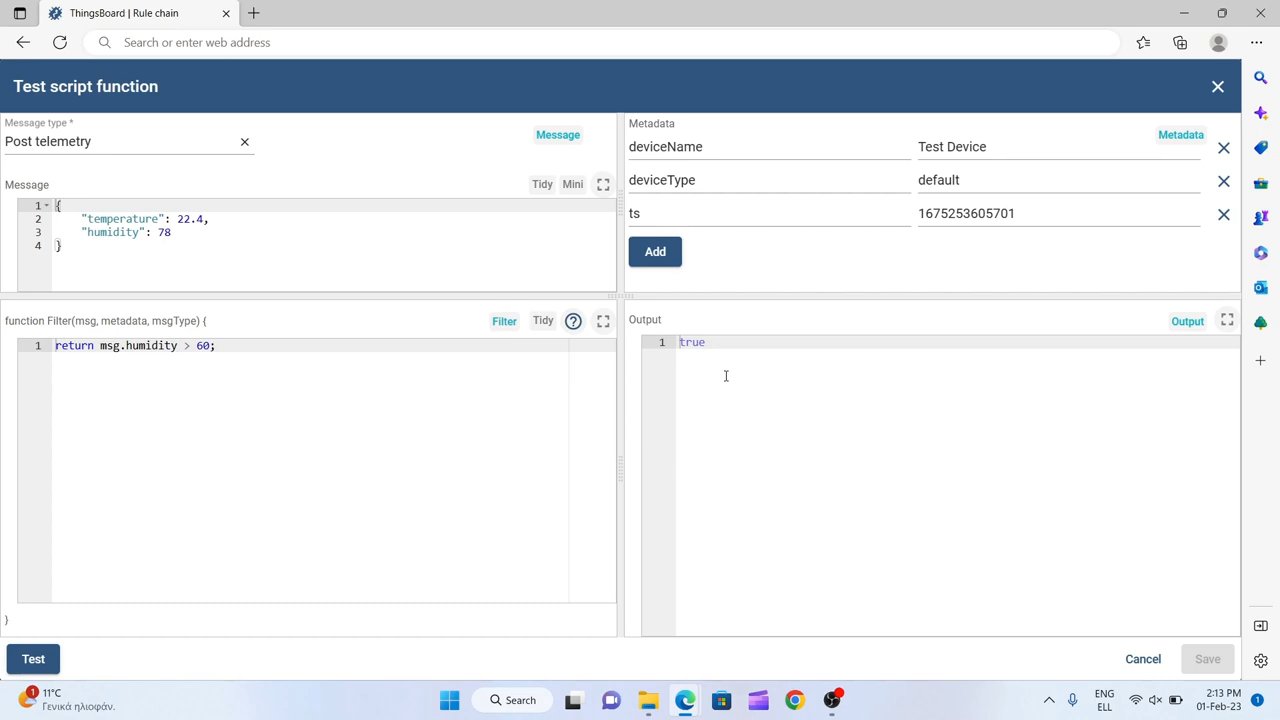 ThingsBoard | Rule chain
Search or enter web address
Test script function
Message type *
Post telemetry
Message
Message
Tidy
Mini
1 {
2 "temperature": 22.4,
3 "humidity": 78
4 }
Metadata
Metadata
deviceName Test Device
deviceType default
ts 1675253605701
Add
function Filter(msg, metadata, msgType) {
Filter
Tidy
1 return msg.humidity > 60;
}
Output
Output
1 true
Test
Cancel
Save
1
11°C
Γενικά ηλιοφάν.
Search
ENG
ELL
2:13 PM
01-Feb-23
1